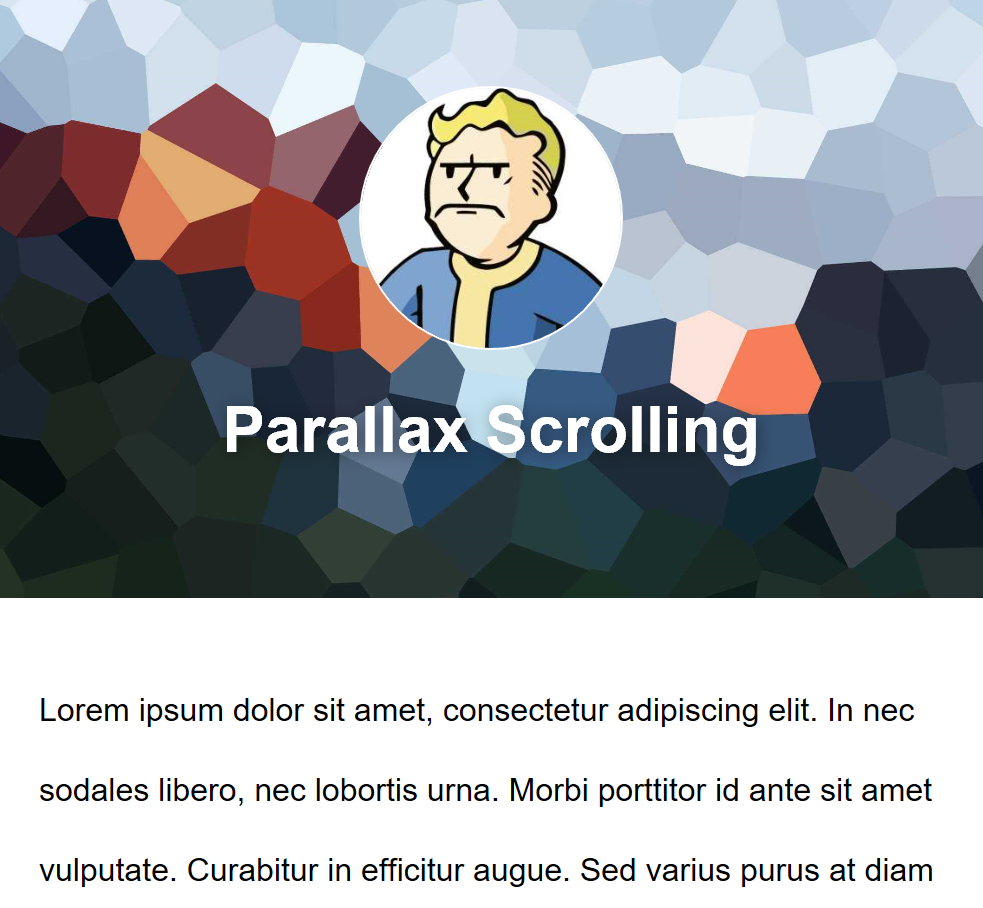 Parallax Scrolling
Lorem ipsum dolor sit amet, consectetur adipiscing elit. In nec
sodales libero, nec lobortis urna. Morbi porttitor id ante sit amet
vulputate. Curabitur in efficitur augue. Sed varius purus at diam